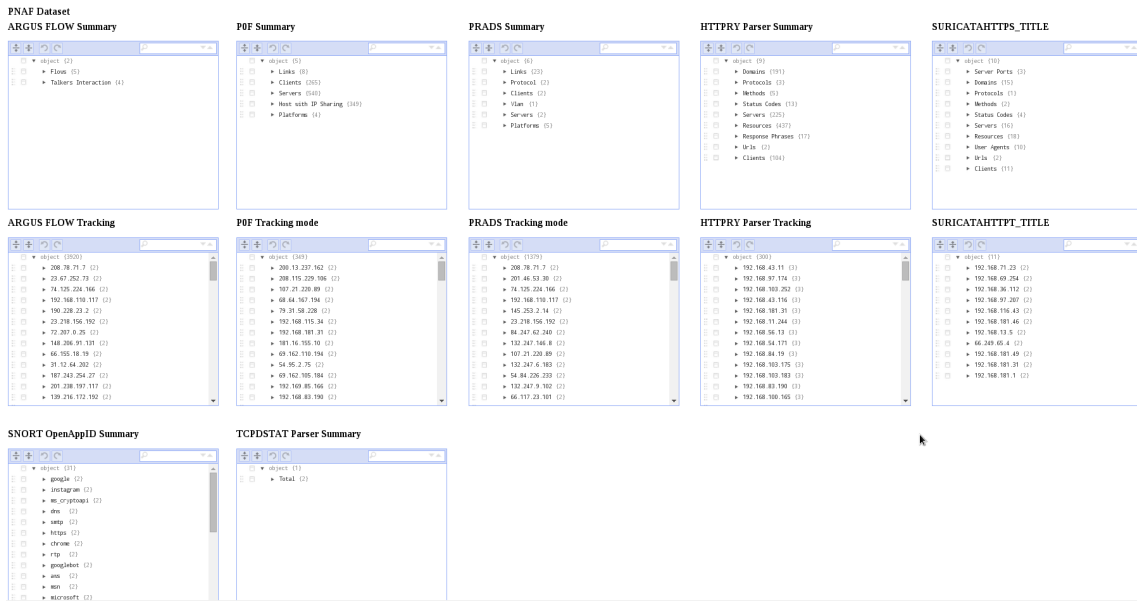 PNAF Dataset
ARGUS FLOW Summary
object {2}
Flows {5}
Talkers Interaction {4}
P0F Summary
object {5}
Links {8}
Clients {265}
Servers {940}
Host with IP Sharing {349}
Platforms {4}
PRADS Summary
object {6}
Links {23}
Protocol {2}
Clients {2}
Vlan {1}
Servers {2}
Platforms {5}
HTTPRY Parser Summary
object {9}
Domains {191}
Protocols {3}
Methods {5}
Status Codes {13}
Servers {225}
Resources {437}
Response Phrases {17}
Urls {2}
Clients {104}
SURICATAHTTPS_TITLE
object {10}
Server Ports {3}
Domains {15}
Protocols {1}
Methods {2}
Status Codes {4}
Servers {16}
Resources {18}
User Agents {10}
Urls {2}
Clients {11}
ARGUS FLOW Tracking
object {3920}
208.78.71.7 {2}
23.67.252.73 {2}
74.125.224.166 {2}
192.168.110.117 {2}
190.228.23.2 {2}
23.218.156.192 {2}
72.207.0.25 {2}
148.206.91.131 {2}
66.155.18.19 {2}
31.12.64.202 {2}
187.243.254.27 {2}
201.238.197.117 {2}
139.216.172.192 {2}
P0F Tracking mode
object {349}
200.13.237.162 {2}
208.115.229.106 {2}
107.21.220.89 {2}
68.64.167.194 {2}
79.31.58.228 {2}
192.168.115.34 {2}
192.168.181.31 {2}
181.16.155.10 {2}
69.162.110.194 {2}
54.95.2.75 {2}
69.162.105.184 {2}
192.169.85.166 {2}
192.168.83.190 {2}
PRADS Tracking mode
object {1379}
208.78.71.7 {2}
201.46.53.30 {2}
74.125.224.166 {2}
192.168.110.117 {2}
145.253.2.14 {2}
23.218.156.192 {2}
84.247.62.240 {2}
132.247.146.8 {2}
107.21.220.89 {2}
132.247.6.183 {2}
54.84.226.233 {2}
132.247.9.102 {2}
66.117.23.101 {2}
HTTPRY Parser Tracking
object {300}
192.168.43.11 {3}
192.168.97.174 {3}
192.168.103.252 {3}
192.168.43.116 {3}
192.168.181.31 {3}
192.168.11.244 {3}
192.168.56.13 {3}
192.168.54.171 {3}
192.168.84.19 {3}
192.168.103.175 {3}
192.168.103.183 {3}
192.168.83.190 {3}
192.168.100.165 {3}
SURICATAHTTPT_TITLE
object {11}
192.168.71.23 {2}
192.168.69.254 {2}
192.168.36.112 {2}
192.168.97.207 {2}
192.168.116.43 {2}
192.168.181.46 {2}
192.168.13.5 {2}
66.249.65.4 {2}
192.168.181.49 {2}
192.168.181.31 {2}
192.168.181.1 {2}
SNORT OpenAppID Summary
object {31}
google {2}
instagram {2}
ms_cryptoapi {2}
dns {2}
smtp {2}
https {2}
chrome {2}
rtp {2}
googlebot {2}
aws {2}
msn {2}
microsoft {2}
TCPDSTAT Parser Summary
object {1}
Total {2}